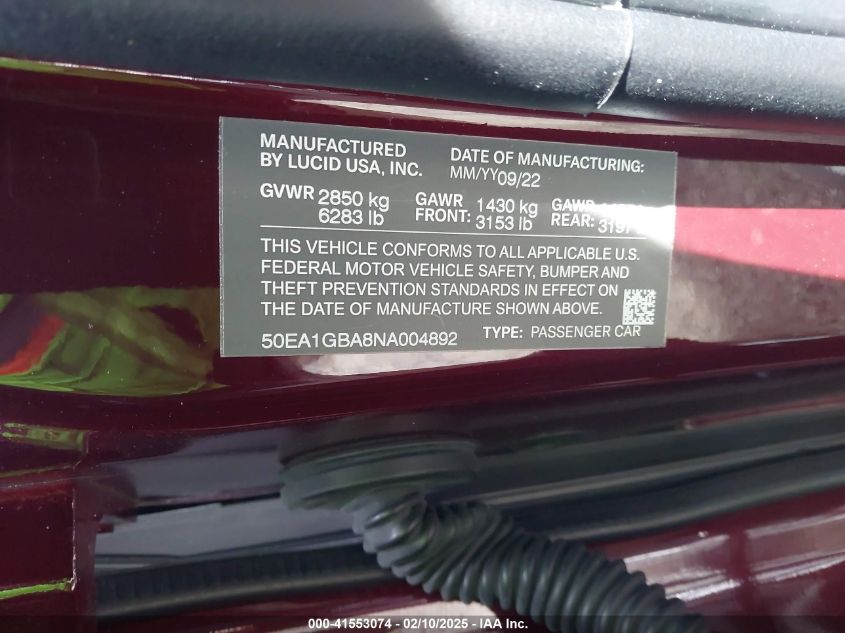 MANUFACTURED
BY LUCID USA, INC.
DATE OF MANUFACTURING:
MM/YY09/22
GVWR 2850 kg
6283 lb
GAWR 1430 kg
FRONT: 3153 lb
GAWR
REAR:
THIS VEHICLE CONFORMS TO ALL APPLICABLE U.S.
FEDERAL MOTOR VEHICLE SAFETY, BUMPER AND
THEFT PREVENTION STANDARDS IN EFFECT ON
THE DATE OF MANUFACTURE SHOWN ABOVE.
50EA1GBA8NA004892
TYPE: PASSENGER CAR
000-41553074 - 02/10/2025 - IAA Inc.